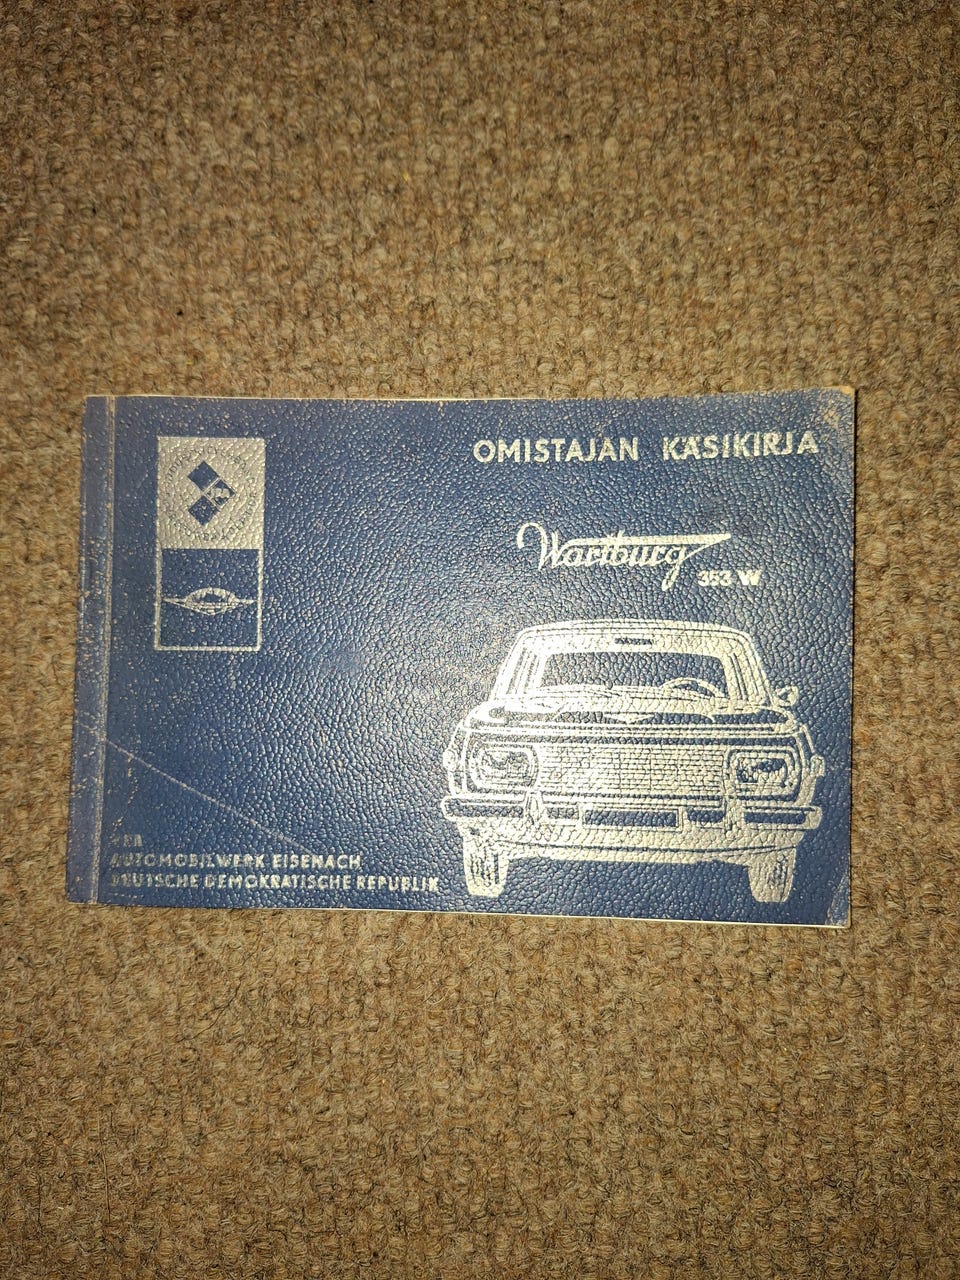 OMISTAJAN KÄSIKIRJA
Wartburg
353 W
VEB
AUTOMOBILWERK EISENACH
DEUTSCHE DEMOKRATISCHE REPUBLIK